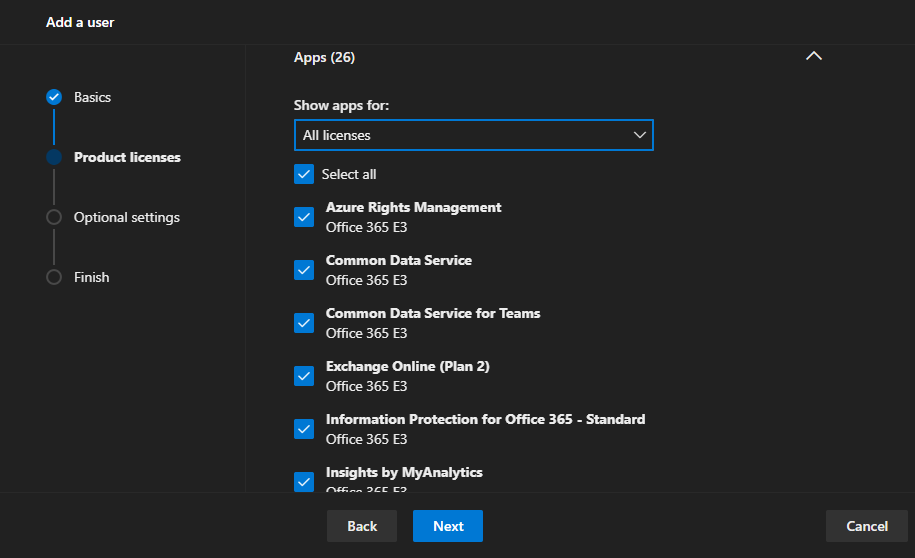 Add a user
Basics
Product licenses
Optional settings
Finish
Apps (26)
Show apps for:
All licenses
Select all
Azure Rights Management
Office 365 E3
Common Data Service
Office 365 E3
Common Data Service for Teams
Office 365 E3
Exchange Online (Plan 2)
Office 365 E3
Information Protection for Office 365 - Standard
Office 365 E3
Insights by MyAnalytics
Office 365 E3
Back
Next
Cancel